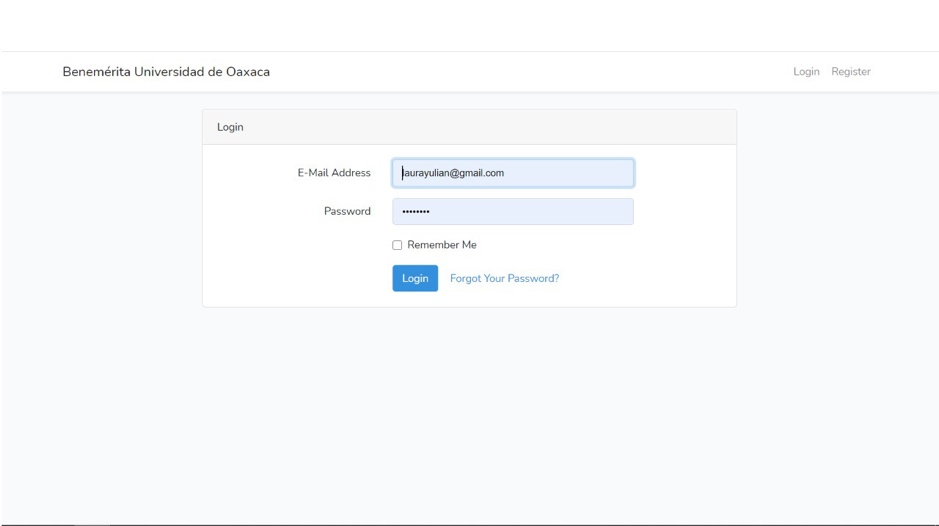 Benemérita Universidad de Oaxaca Login Register
Login
E-Mail Address laurayulian@gmail.com
Password ••••••••
Remember Me
Login Forgot Your Password?